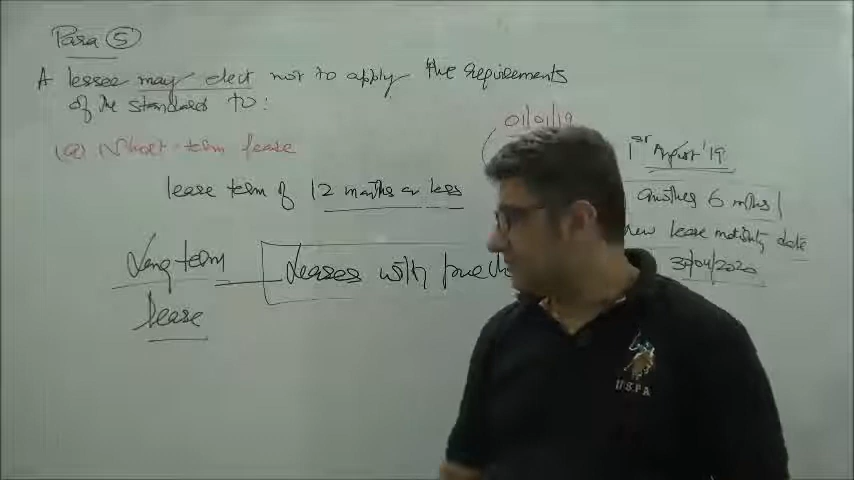 Para 5
A lessee may elect not to apply the requirements
of the standard to:
(a) Short-term lease
lease term of 12 months or less
Long term
lease
Leases with
01/01/19
1st August '19
another 6 mths
new lease maturity date
30/04/2020
USPA